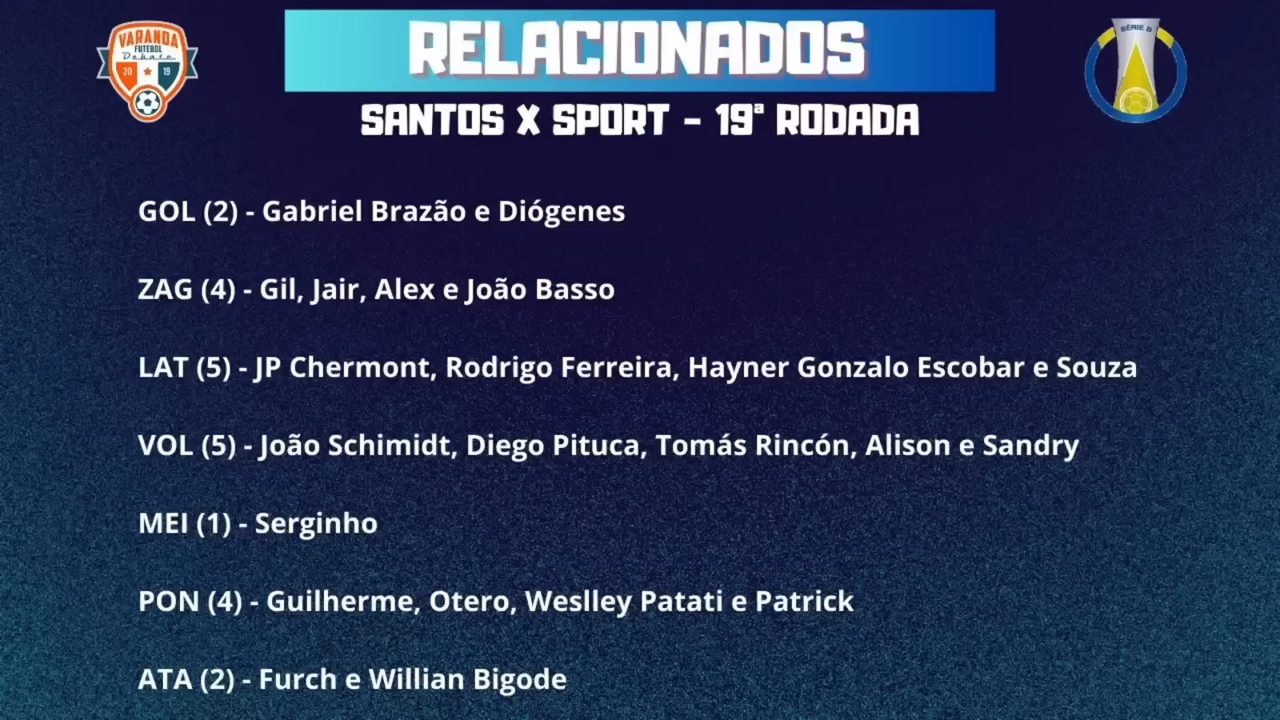 VARANDA
FUTEBOL
Debate
20 19
RELACIONADOS
SÉRIE B
SANTOS X SPORT - 19ª RODADA
GOL (2) - Gabriel Brazão e Diógenes
ZAG (4) - Gil, Jair, Alex e João Basso
LAT (5) - JP Chermont, Rodrigo Ferreira, Hayner Gonzalo Escobar e Souza
VOL (5) - João Schimidt, Diego Pituca, Tomás Rincón, Alison e Sandry
MEI (1) - Serginho
PON (4) - Guilherme, Otero, Weslley Patati e Patrick
ATA (2) - Furch e Willian Bigode